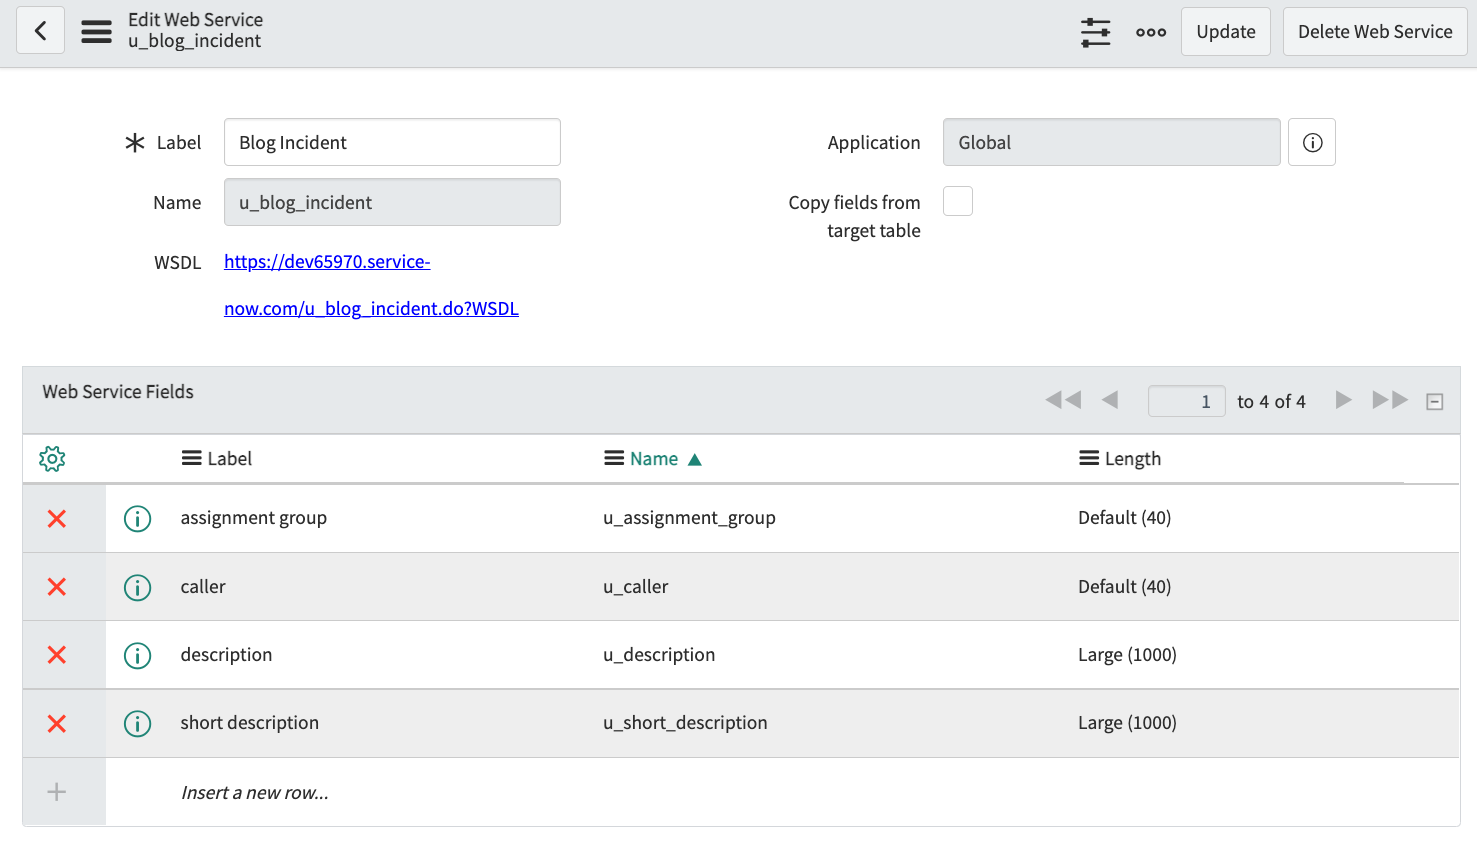 Edit Web Service
u_blog_incident
Update
Delete Web Service
Label
Blog Incident
Name
u_blog_incident
WSDL
https://dev65970.service-
now.com/u_blog_incident.do?WSDL
Application
Global
Copy fields from
target table
Web Service Fields
1 to 4 of 4
Label Name Length
assignment group u_assignment_group Default (40)
caller u_caller Default (40)
description u_description Large (1000)
short description u_short_description Large (1000)
Insert a new row...